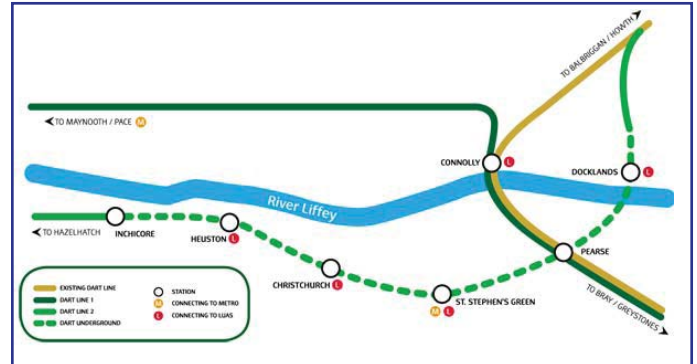 TO BALBRIGGAN / HOWTH
TO MAYNOOTH / PACE M
CONNOLLY L
DOCKLANDS L
River Liffey
TO HAZELHATCH
INCHICORE
HEUSTON L
PEARSE
CHRISTCHURCH L
ST. STEPHEN'S GREEN
M L
TO BRAY / GREYSTONES
EXISTING DART LINE
DART LINE 1
DART LINE 2
DART UNDERGROUND
STATION
M CONNECTING TO METRO
L CONNECTING TO LUAS